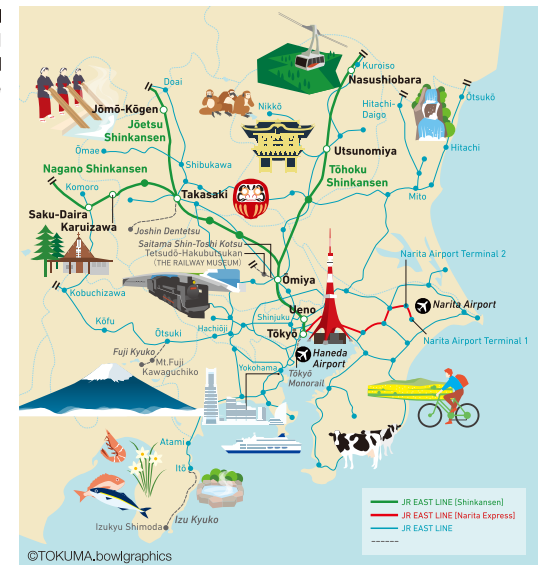 Doai
Kuroiso
Nasushiobara
Jōmō-Kōgen
Nikkō
Hitachi-
Daigo
Ōtsukō
Jōetsu
Shinkansen
Ōmae
Utsunomiya
Hitachi
Shibukawa
Nagano Shinkansen
Tōhoku
Shinkansen
Komoro
Takasaki
Mito
Saku-Daira
Karuizawa
Joshin Dentetsu
Saitama Shin-Toshi Kotsu
Tetsudō-Hakubutsukan
(THE RAILWAY MUSEUM)
Narita Airport Terminal 2
Ōmiya
Kobuchizawa
Narita Airport
Ueno
Shinjuku
Kōfu
Ōtsuki
Hachiōji
Tōkyō
Narita Airport Terminal 1
Fuji Kyuko
Mt.Fuji
Kawaguchiko
Haneda
Airport
Yokohama
Tōkyō
Monorail
Atami
Itō
Izukyu Shimoda
Izu Kyuko
JR EAST LINE [Shinkansen]
JR EAST LINE [Narita Express]
JR EAST LINE
©TOKUMA.bowlgraphics